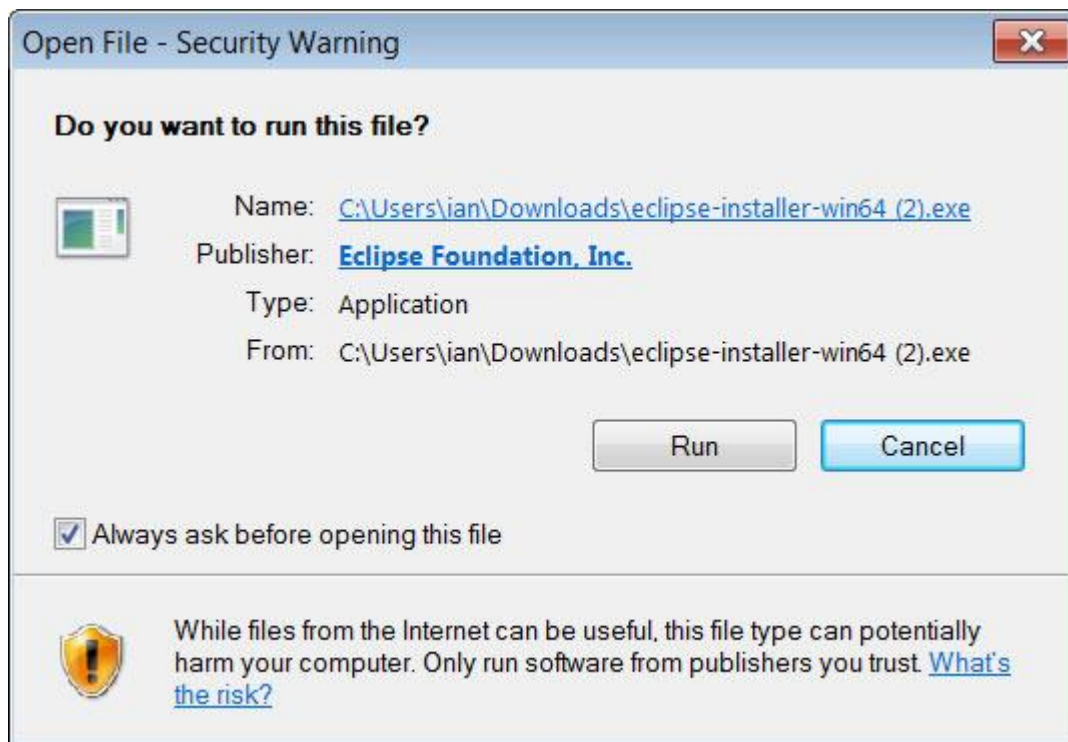 Open File - Security Warning
Do you want to run this file?
Name: C:\Users\ian\Downloads\eclipse-installer-win64 (2).exe
Publisher: Eclipse Foundation, Inc.
Type: Application
From: C:\Users\ian\Downloads\eclipse-installer-win64 (2).exe
Run Cancel
Always ask before opening this file
While files from the Internet can be useful, this file type can potentially
harm your computer. Only run software from publishers you trust. What's
the risk?